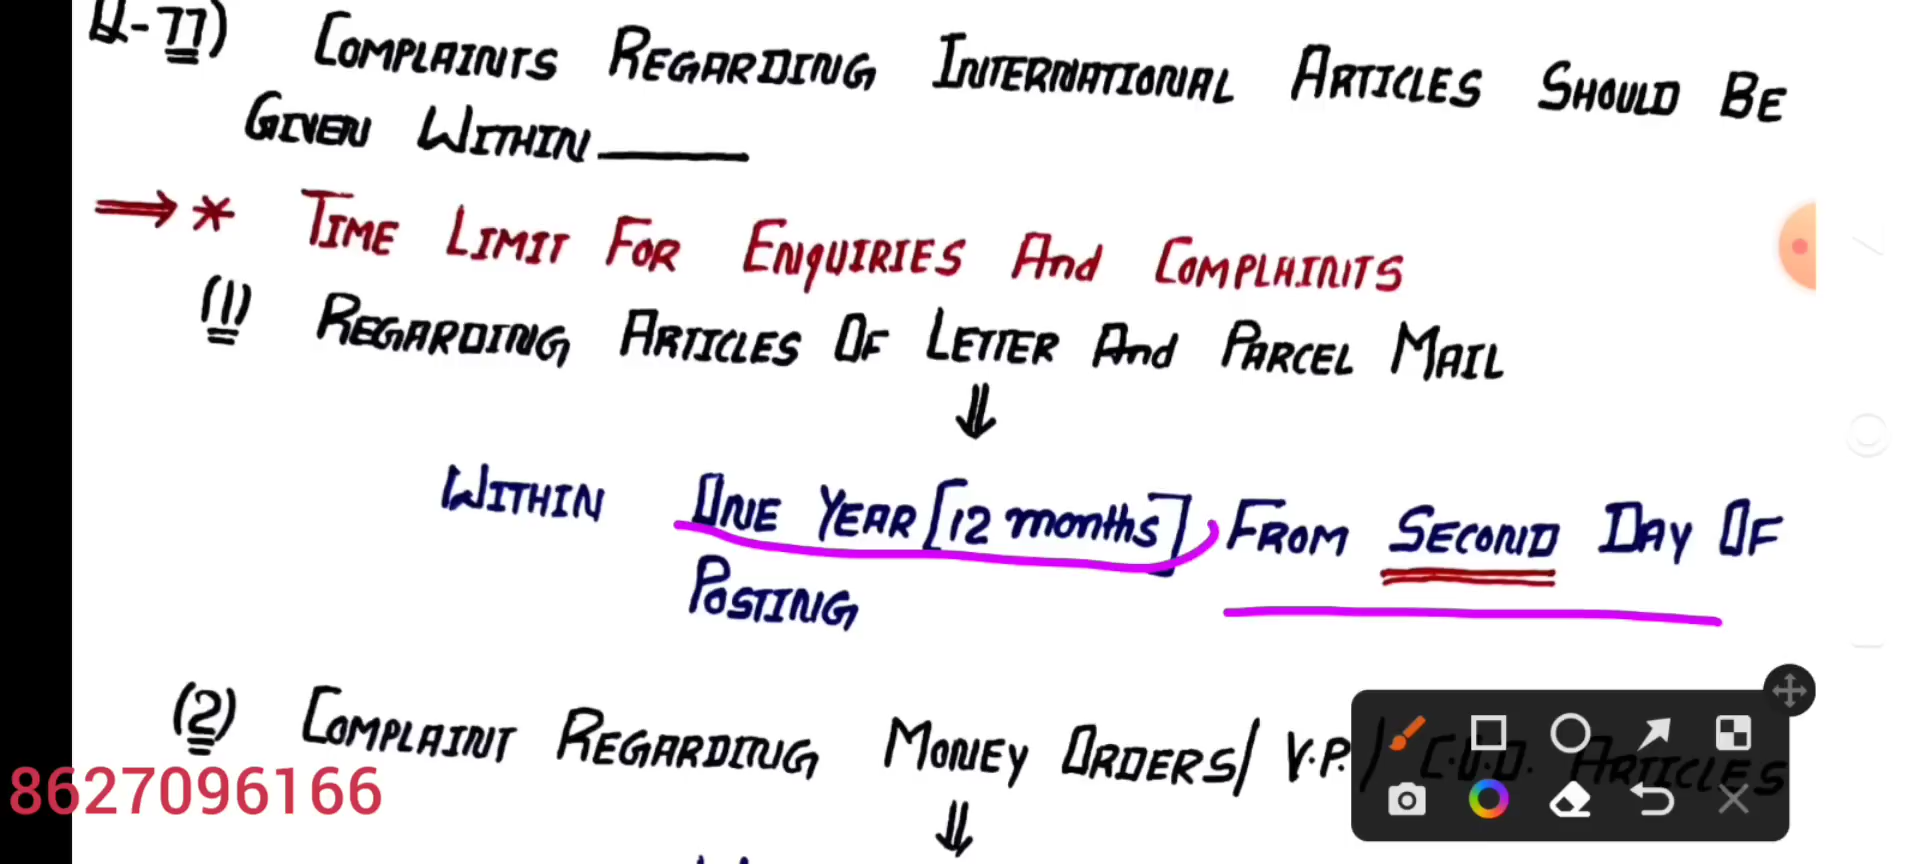 Q-77) COMPLAINTS REGARDING INTERNATIONAL ARTICLES SHOULD BE
GIVEN WITHIN______
⇒* TIME LIMIT FOR ENQUIRIES And COMPLAINTS
(1) REGARDING ARTICLES OF LETTER And PARCEL MAIL
⇓
WITHIN ONE YEAR [12 months] FROM SECOND DAY OF
POSTING
(2) COMPLAINT REGARDING MONEY ORDERS/ V.P./ C.O.D. ARTICLES
8627096166
⇓